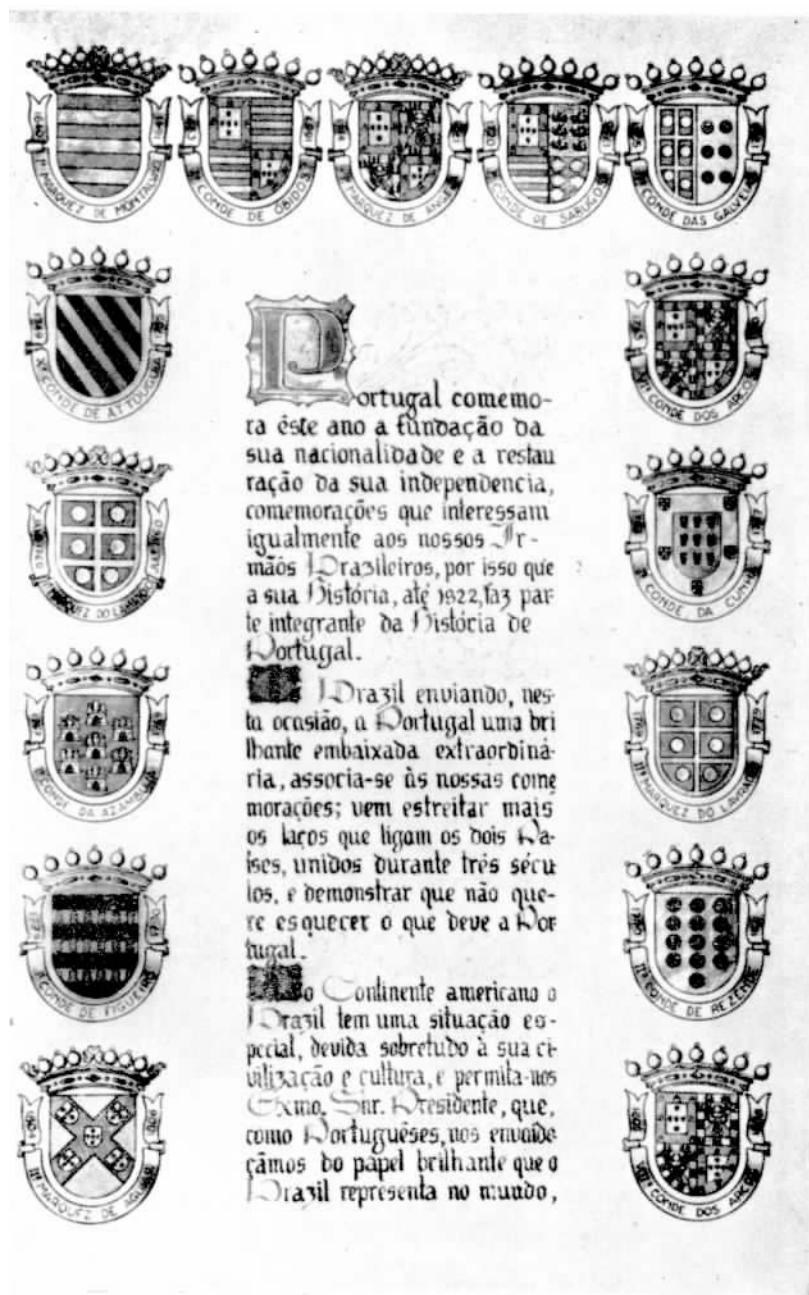 1º MARQUEZ DE MONTALVÃO
CONDE DE ÓBIDOS
MARQUEZ DE ANGEJA
CONDE DE SABUGOSA
CONDE DAS GALVEIAS
CONDE DE ATTOUGUIA
CONDE DOS ARCOS
MARQUEZ DO LAVRADIO
CONDE, DA CUNHA
CONDE DA AZAMBUJA
MARQUEZ DO LAVRADIO
CONDE DE FIGUEIRÓ
CONDE DE REZENDE
MARQUEZ DE AGUIAR
VIIIº CONDE DOS ARCOS
Portugal comemo-
ra êste ano a fundação da
sua nacionalidade e a restau
ração da sua independencia,
comemorações que interessam
igualmente aos nossos Ir-
mãos Brazileiros, por isso que
a sua História, até 1822, faz par
te integrante da História de
Portugal.
O Brazil enviando, nes-
ta ocasião, a Portugal uma bri
lhante embaixada extraordiná-
ria, associa-se às nossas come
morações; vem estreitar mais
os laços que ligam os dois Pa-
ises, unidos durante três sécu
los, e demonstrar que não que-
re esquecer o que deve a Por
tugal.
No Continente americano o
Brazil tem uma situação es-
pecial, devida sobretudo à sua ci
vilização e cultura, e permita-nos
Exmo. Snr. Presidente, que,
como Portuguêses, nos envaide-
çâmos do papel brilhante que o
Brazil representa no mundo,